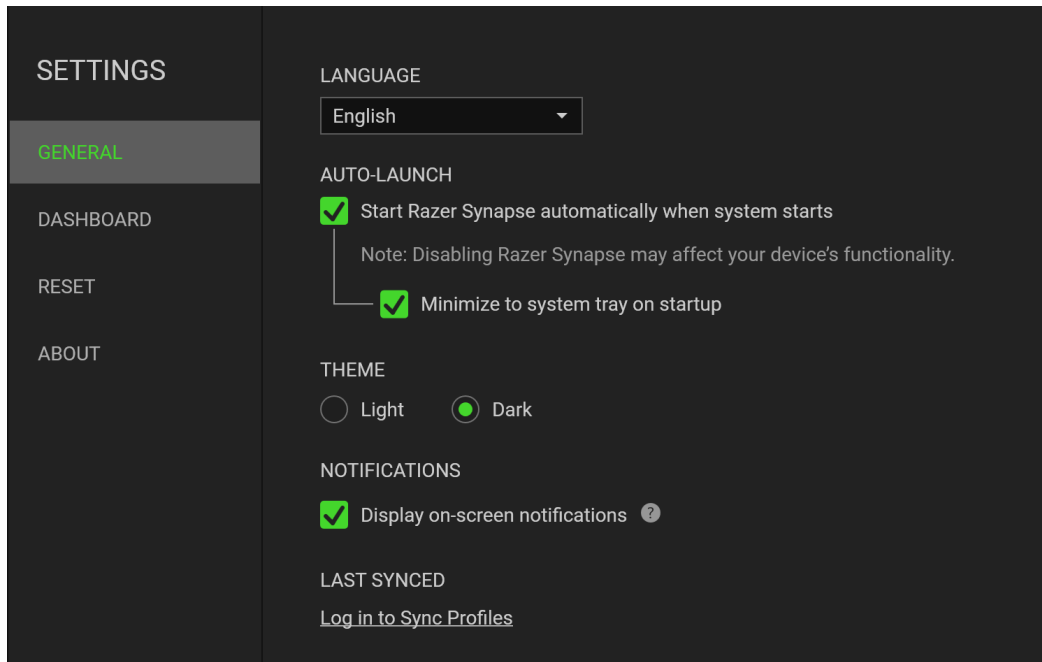 SETTINGS
GENERAL
DASHBOARD
RESET
ABOUT
LANGUAGE
English
AUTO-LAUNCH
Start Razer Synapse automatically when system starts
Note: Disabling Razer Synapse may affect your device’s functionality.
Minimize to system tray on startup
THEME
Light
Dark
NOTIFICATIONS
Display on-screen notifications ?
LAST SYNCED
Log in to Sync Profiles